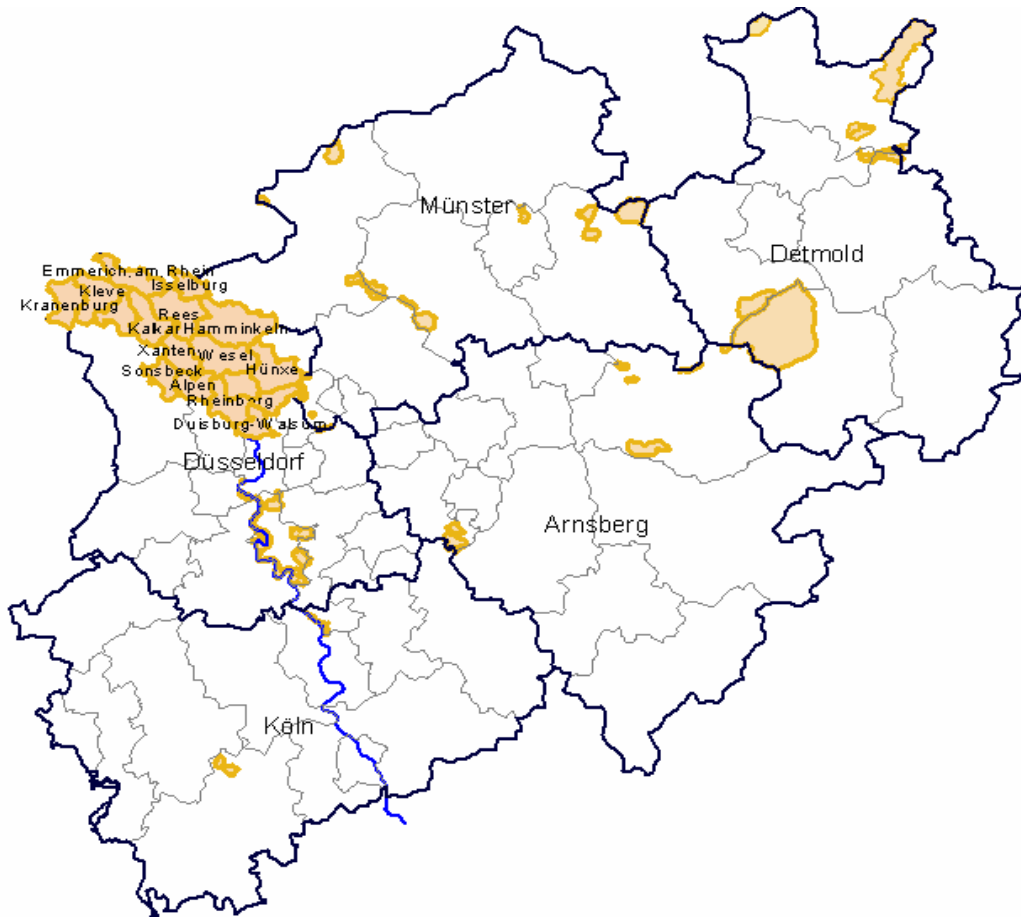 Münster
Detmold
Emmerich am Rhein
Isselburg
Kleve
Kranenburg
Rees
Kalkar
Hamminkeln
Xanten
Wesel
Sonsbeck
Hünxe
Alpen
Rheinberg
Duisburg-Walsum
Düsseldorf
Arnsberg
Köln